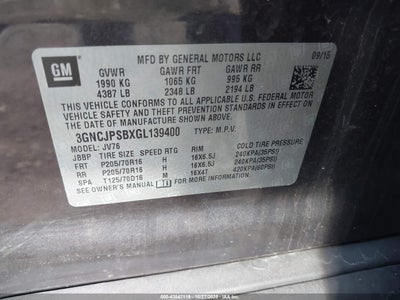 GM
MFD BY GENERAL MOTORS LLC 09/15
GVWR GAWR FRT GAWR RR
1990 KG 1065 KG 995 KG
4387 LB 2348 LB 2194 LB
THIS VEHICLE CONFORMS TO ALL APPLICABLE U.S. FEDERAL MOTOR
VEHICLE SAFETY AND THEFT PREVENTION STANDARDS IN EFFECT
ON THE DATE OF MANUFACTURE SHOWN ABOVE.
3GNCJPSBXGL139400 TYPE: M.P.V.
MODEL: JV76
JBBP TIRE SIZE SPEED RTG RIM COLD TIRE PRESSURE
FRT P205/70R16 H 16X6.5J 240KPA(35PSI)
RR P205/70R16 H 16X6.5J 240KPA(35PSI)
SPA T125/70D16 M 16X4T 420KPA(60PSI)
SEE OWNER'S MANUAL FOR MORE INFORMATION.